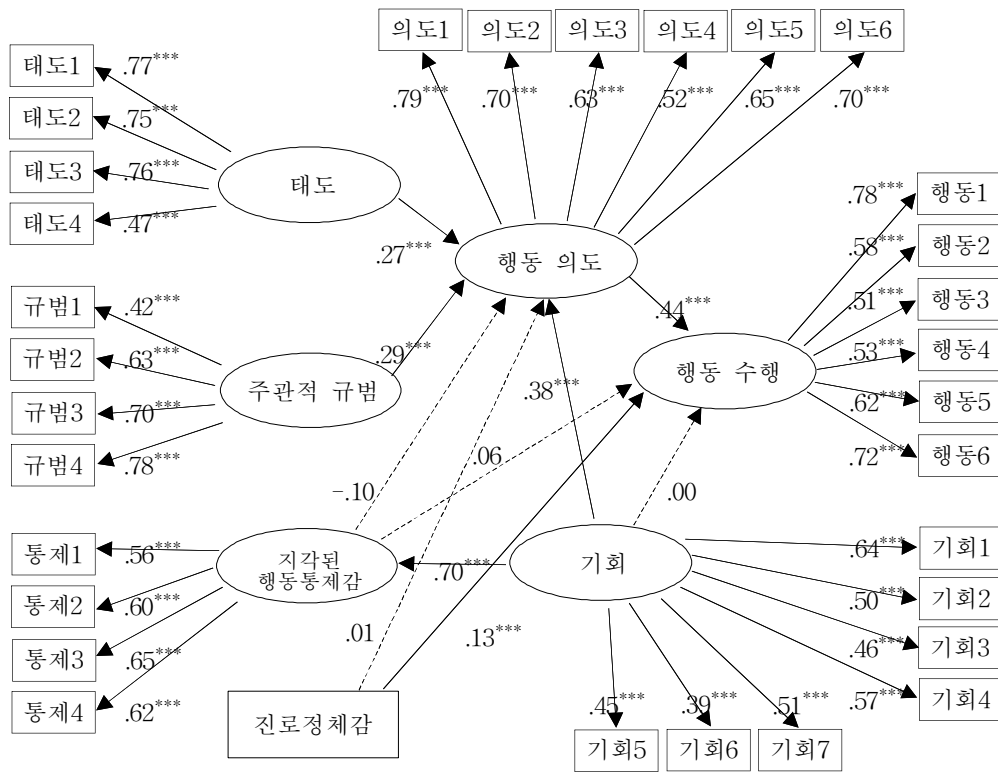 의도1 의도2 의도3 의도4 의도5 의도6
.79*** .70*** .63*** .52*** .65*** .70***
태도1 .77***
태도2 .75***
태도3 .76***
태도4 .47***
태도
.27***
행동 의도
규범1 .42***
규범2 .63***
규범3 .70***
규범4 .78***
주관적 규범
.29***
.38***
.44***
행동 수행
.78*** 행동1
.58*** 행동2
.51*** 행동3
.53*** 행동4
.62*** 행동5
.72*** 행동6
-.10
.06
.00
통제1 .56***
통제2 .60***
통제3 .65***
통제4 .62***
지각된
행동통제감
.70***
기회
.01
.13***
진로정체감
.64*** 기회1
.50*** 기회2
.46*** 기회3
.57*** 기회4
.45*** .39*** .51***
기회5 기회6 기회7